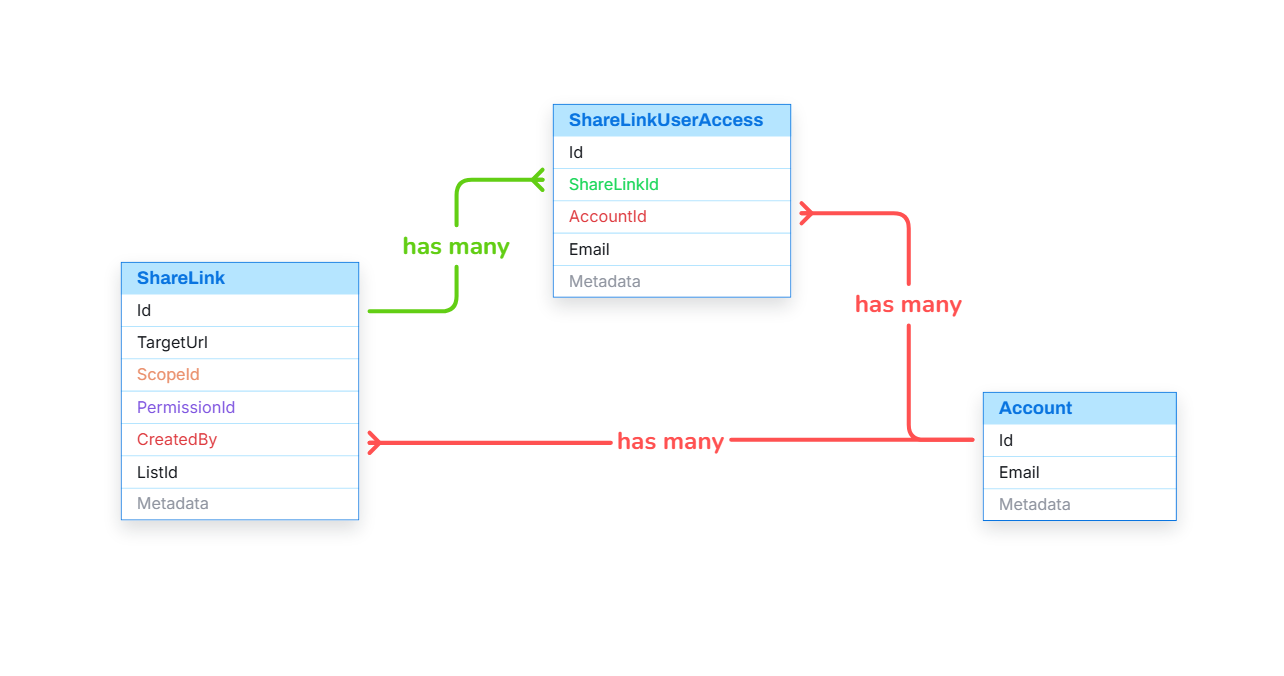 ShareLinkUserAccess
Id
ShareLinkId
AccountId
Email
Metadata
has many
ShareLink
Id
TargetUrl
ScopeId
PermissionId
CreatedBy
ListId
Metadata
has many
has many
Account
Id
Email
Metadata